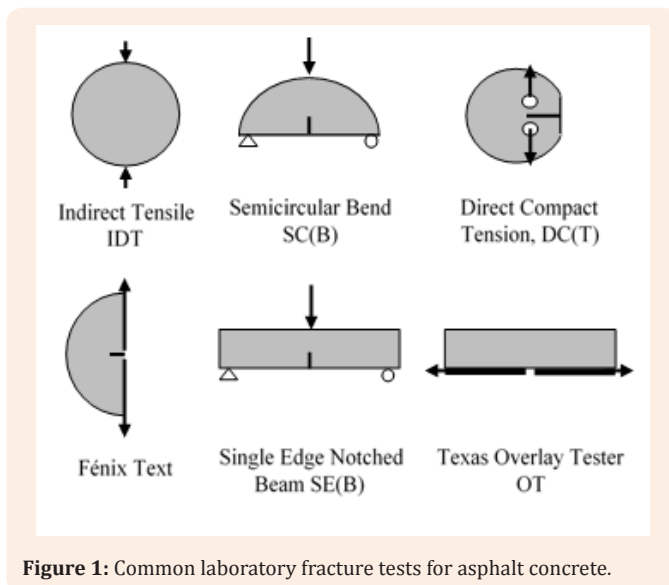 Indirect Tensile
IDT
Semicircular Bend
SC(B)
Direct Compact
Tension, DC(T)
Fénix Text
Single Edge Notched
Beam SE(B)
Texas Overlay Tester
OT
Figure 1: Common laboratory fracture tests for asphalt concrete.